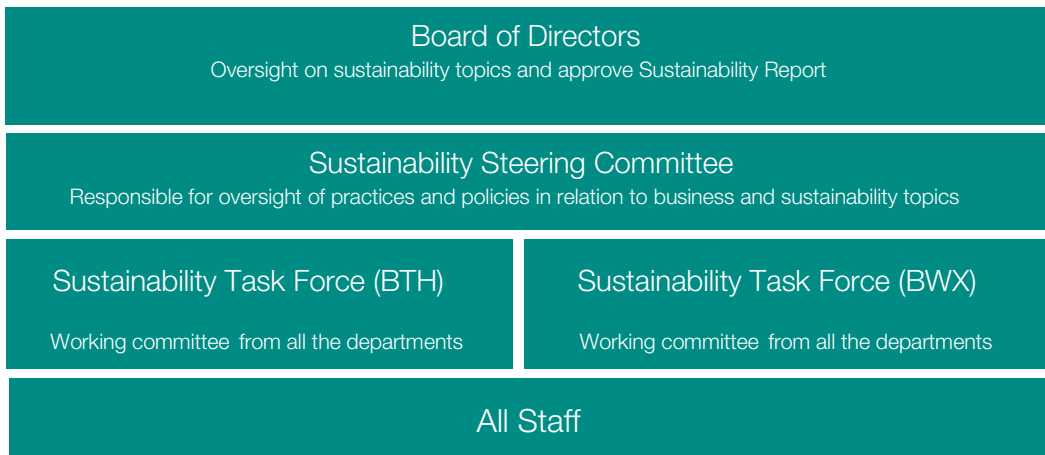 Board of Directors
Oversight on sustainability topics and approve Sustainability Report
Sustainability Steering Committee
Responsible for oversight of practices and policies in relation to business and sustainability topics
Sustainability Task Force (BTH)
Working committee from all the departments
Sustainability Task Force (BWX)
Working committee from all the departments
All Staff